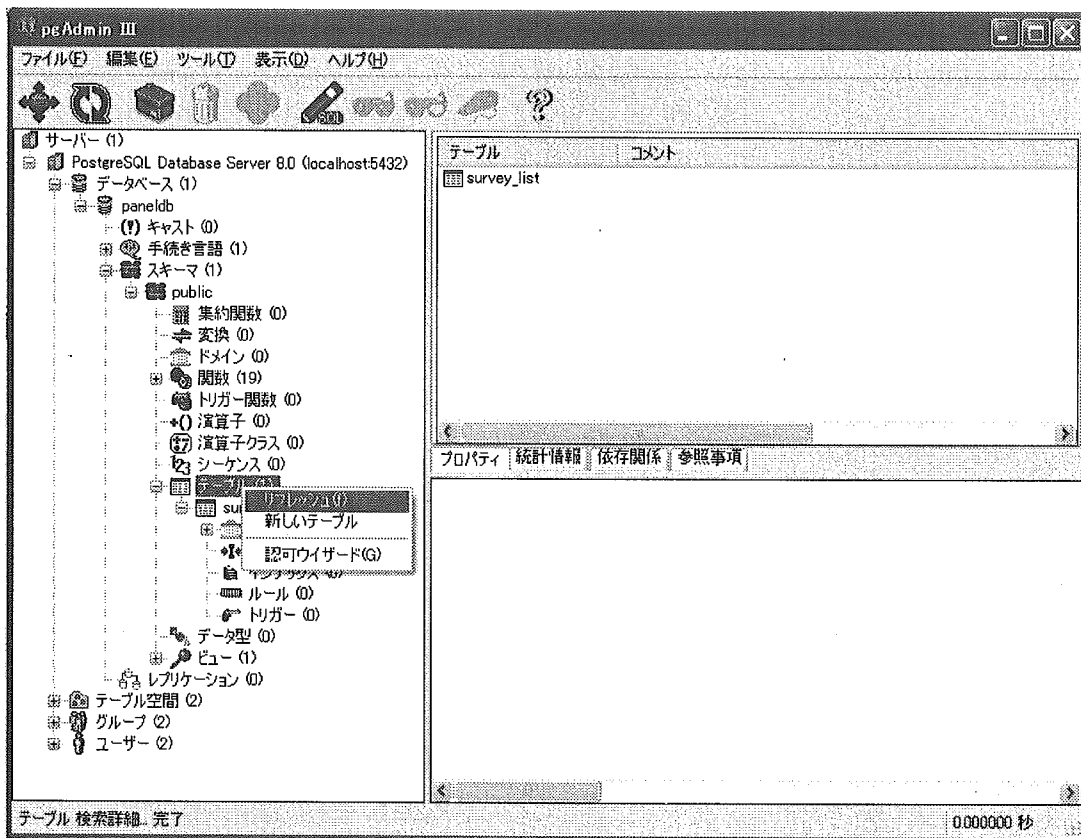 pgAdmin III
ファイル(F) 編集(E) ツール(T) 表示(D) ヘルプ(H)
SQL
サーバー (1)
PostgreSQL Database Server 8.0 (localhost:5432)
データベース (1)
paneldb
キャスト (0)
手続き言語 (1)
スキーマ (1)
public
集約関数 (0)
変換 (0)
ドメイン (0)
関数 (19)
トリガー関数 (0)
演算子 (0)
演算子クラス (0)
シーケンス (0)
テーブル (1)
sur
リフレッシュ(I)
新しいテーブル
認可ウイザード(G)
ルール (0)
トリガー (0)
データ型 (0)
ビュー (1)
レプリケーション (0)
テーブル空間 (2)
グループ (2)
ユーザー (2)
テーブル コメント
survey_list
プロパティ 統計情報 依存関係 参照事項
テーブル 検索詳細.. 完了
0.000000 秒